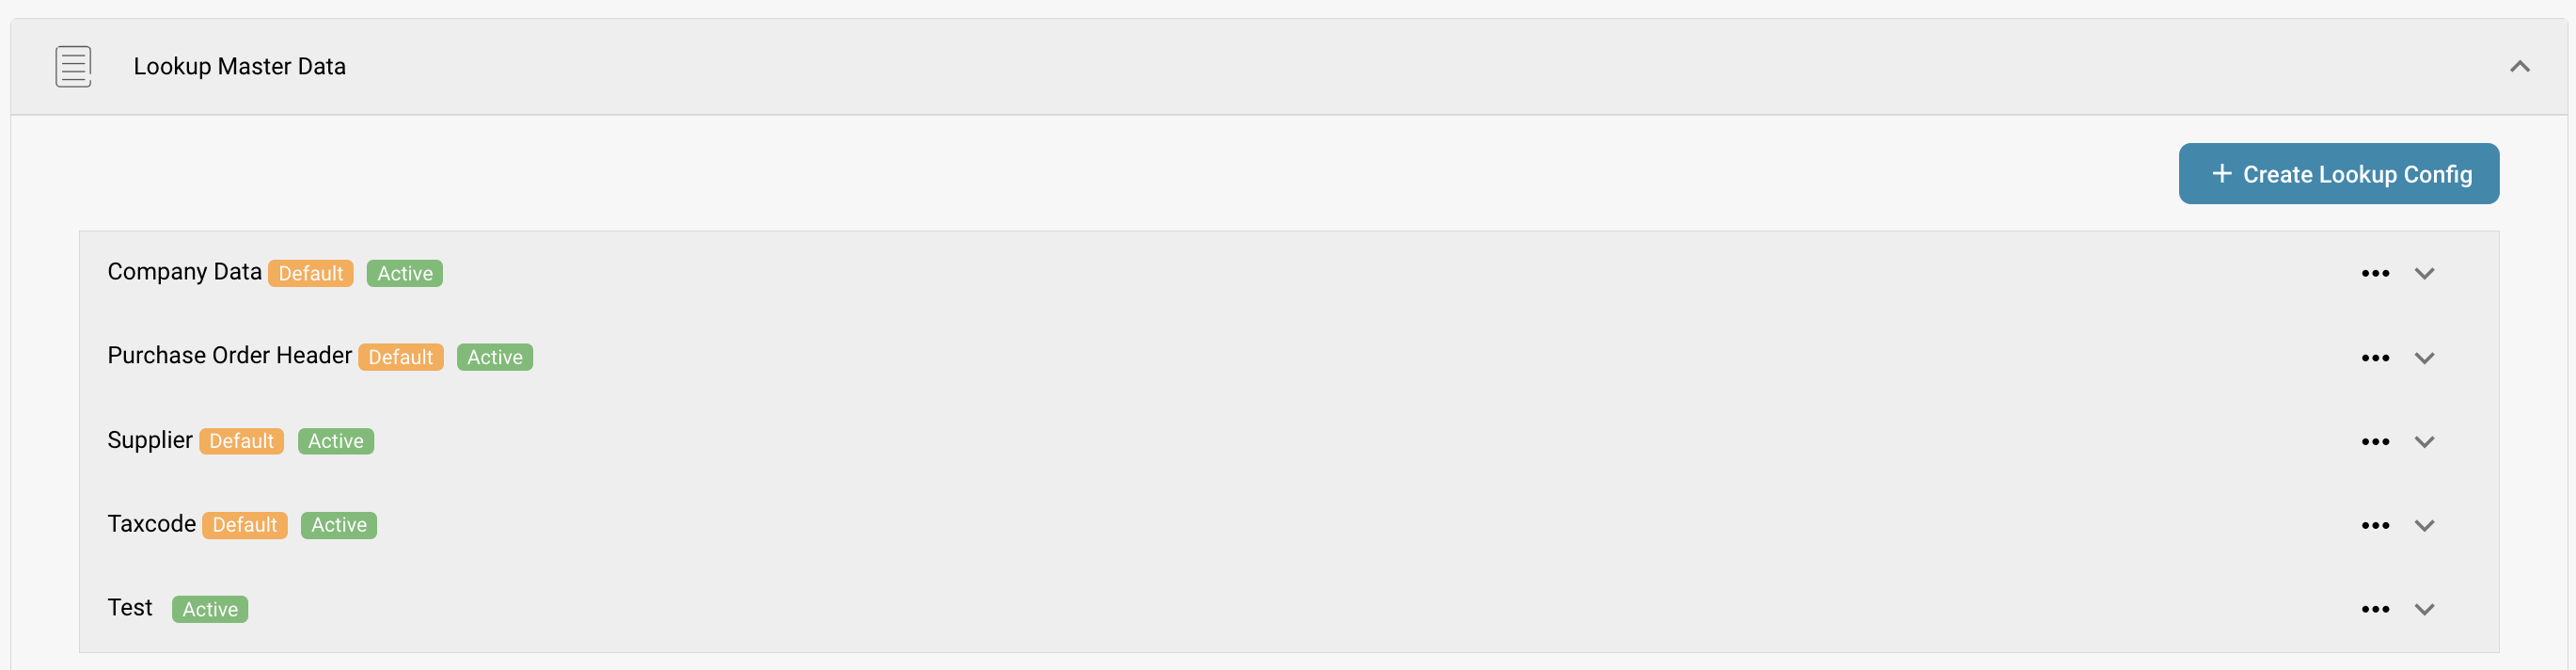 Lookup Master Data
+ Create Lookup Config
Company Data Default Active
Purchase Order Header Default Active
Supplier Default Active
Taxcode Default Active
Test Active